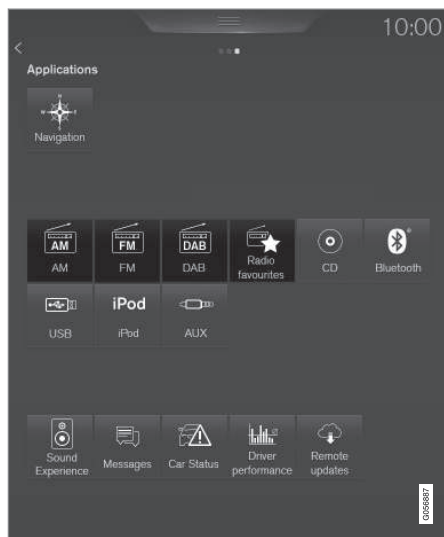 10:00
Applications
Navigation
AM
FM
DAB
AM
FM
DAB
Radio
favourites
CD
Bluetooth
iPod
USB
iPod
AUX
Sound
Experience
Messages
Car Status
Driver
performance
Remote
updates
G056887